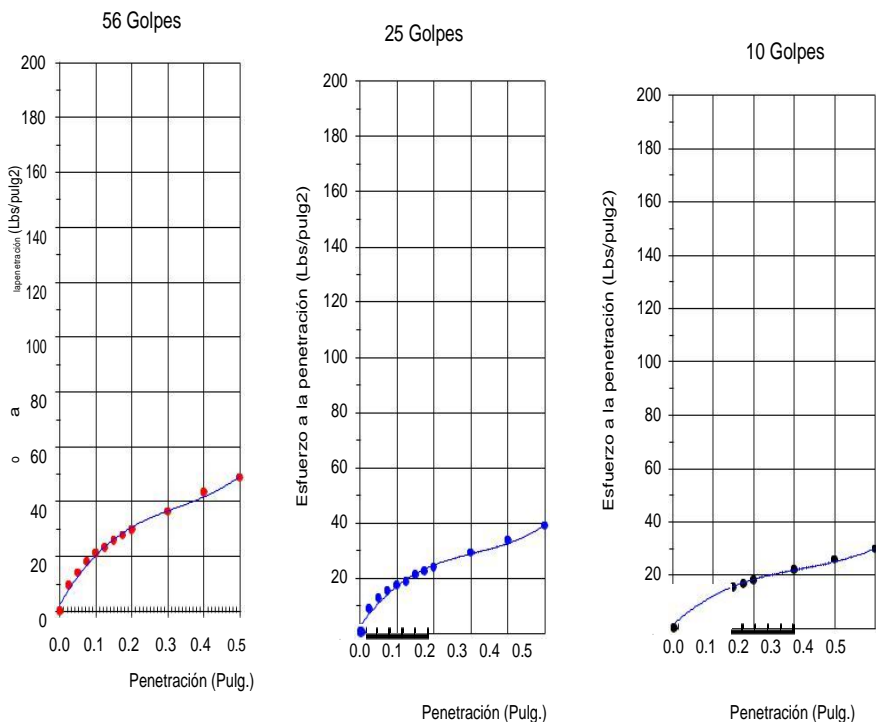 56 Golpes
200
180
160
140
120
100
80
60
40
20
0
lapenetración (Lbs/pulg2)
a
o
0.0 0.1 0.2 0.3 0.4 0.5
Penetración (Pulg.)
25 Golpes
200
180
160
140
120
100
80
60
40
20
Esfuerzo a la penetración (Lbs/pulg2)
0.0 0.1 0.2 0.3 0.4 0.5
Penetración (Pulg.)
10 Golpes
200
180
160
140
120
100
80
60
40
20
Esfuerzo a la penetración (Lbs/pulg2)
0.0 0.1 0.2 0.3 0.4 0.5
Penetración (Pulg.)